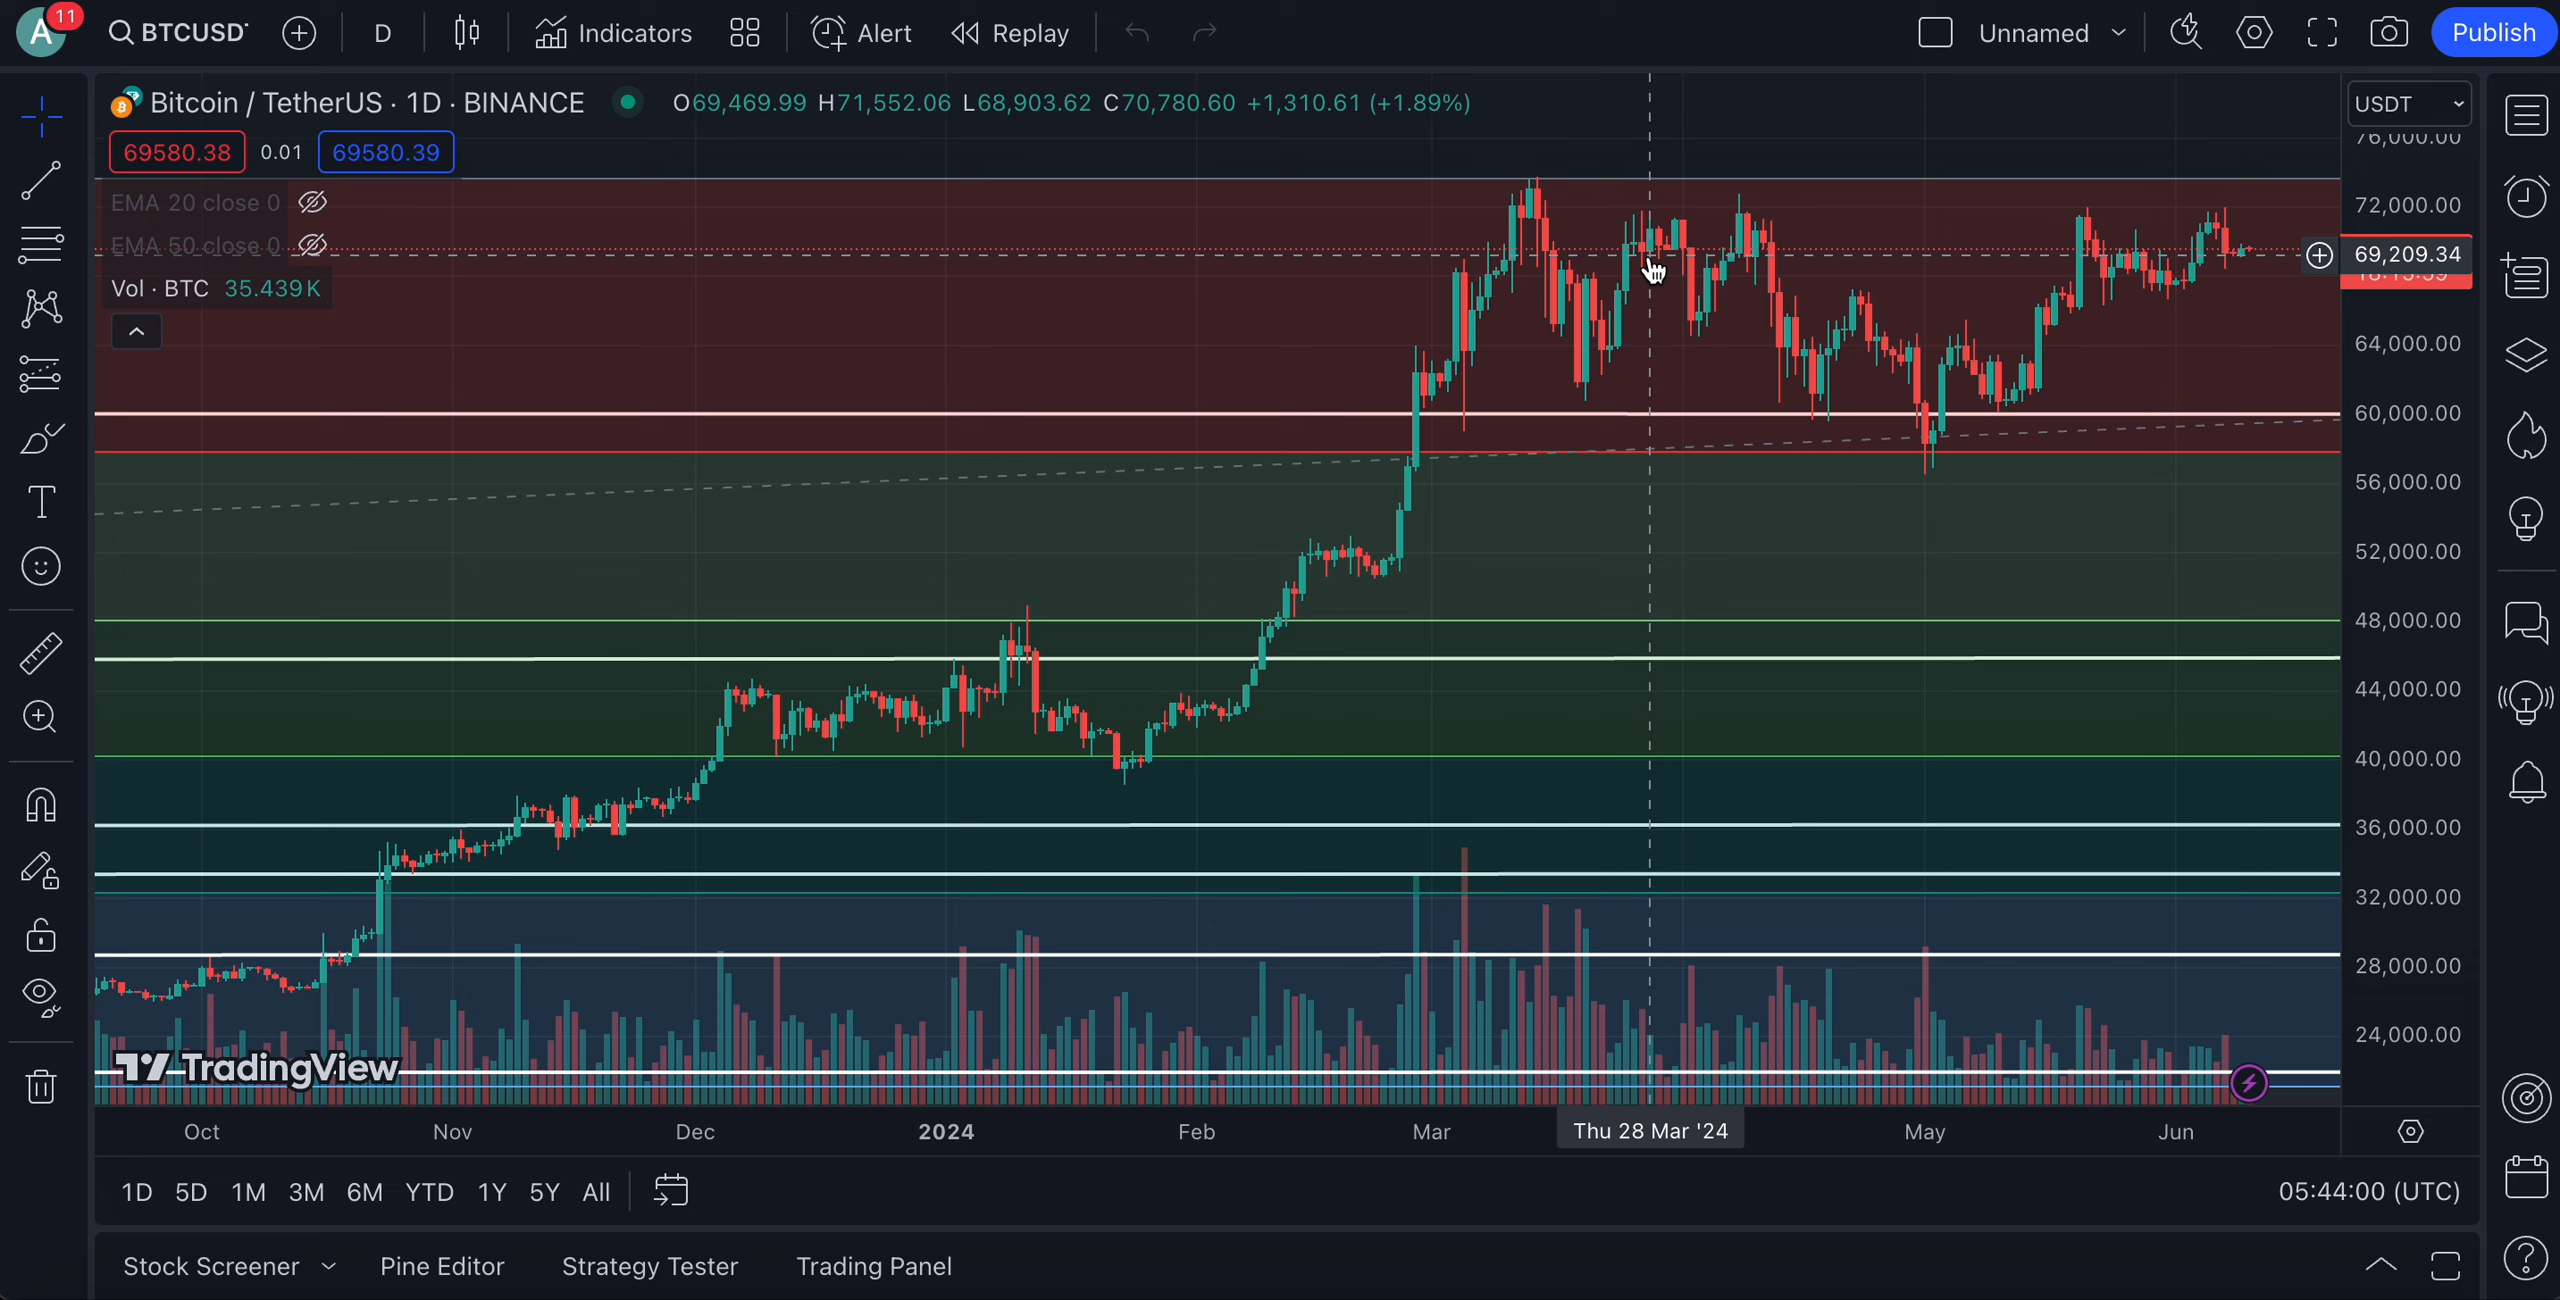 A 11 BTCUSDT D Indicators Alert Replay Unnamed Publish
Bitcoin / TetherUS · 1D · BINANCE O69,469.99 H71,552.06 L68,903.62 C70,780.60 +1,310.61 (+1.89%) USDT
69580.38 0.01 69580.39
EMA 20 close 0
EMA 50 close 0
Vol · BTC 35.439K
76,000.00
72,000.00
69,209.34
64,000.00
60,000.00
56,000.00
52,000.00
48,000.00
44,000.00
40,000.00
36,000.00
32,000.00
28,000.00
24,000.00
TradingView
Oct Nov Dec 2024 Feb Mar Thu 28 Mar '24 May Jun
1D 5D 1M 3M 6M YTD 1Y 5Y All 05:44:00 (UTC)
Stock Screener Pine Editor Strategy Tester Trading Panel